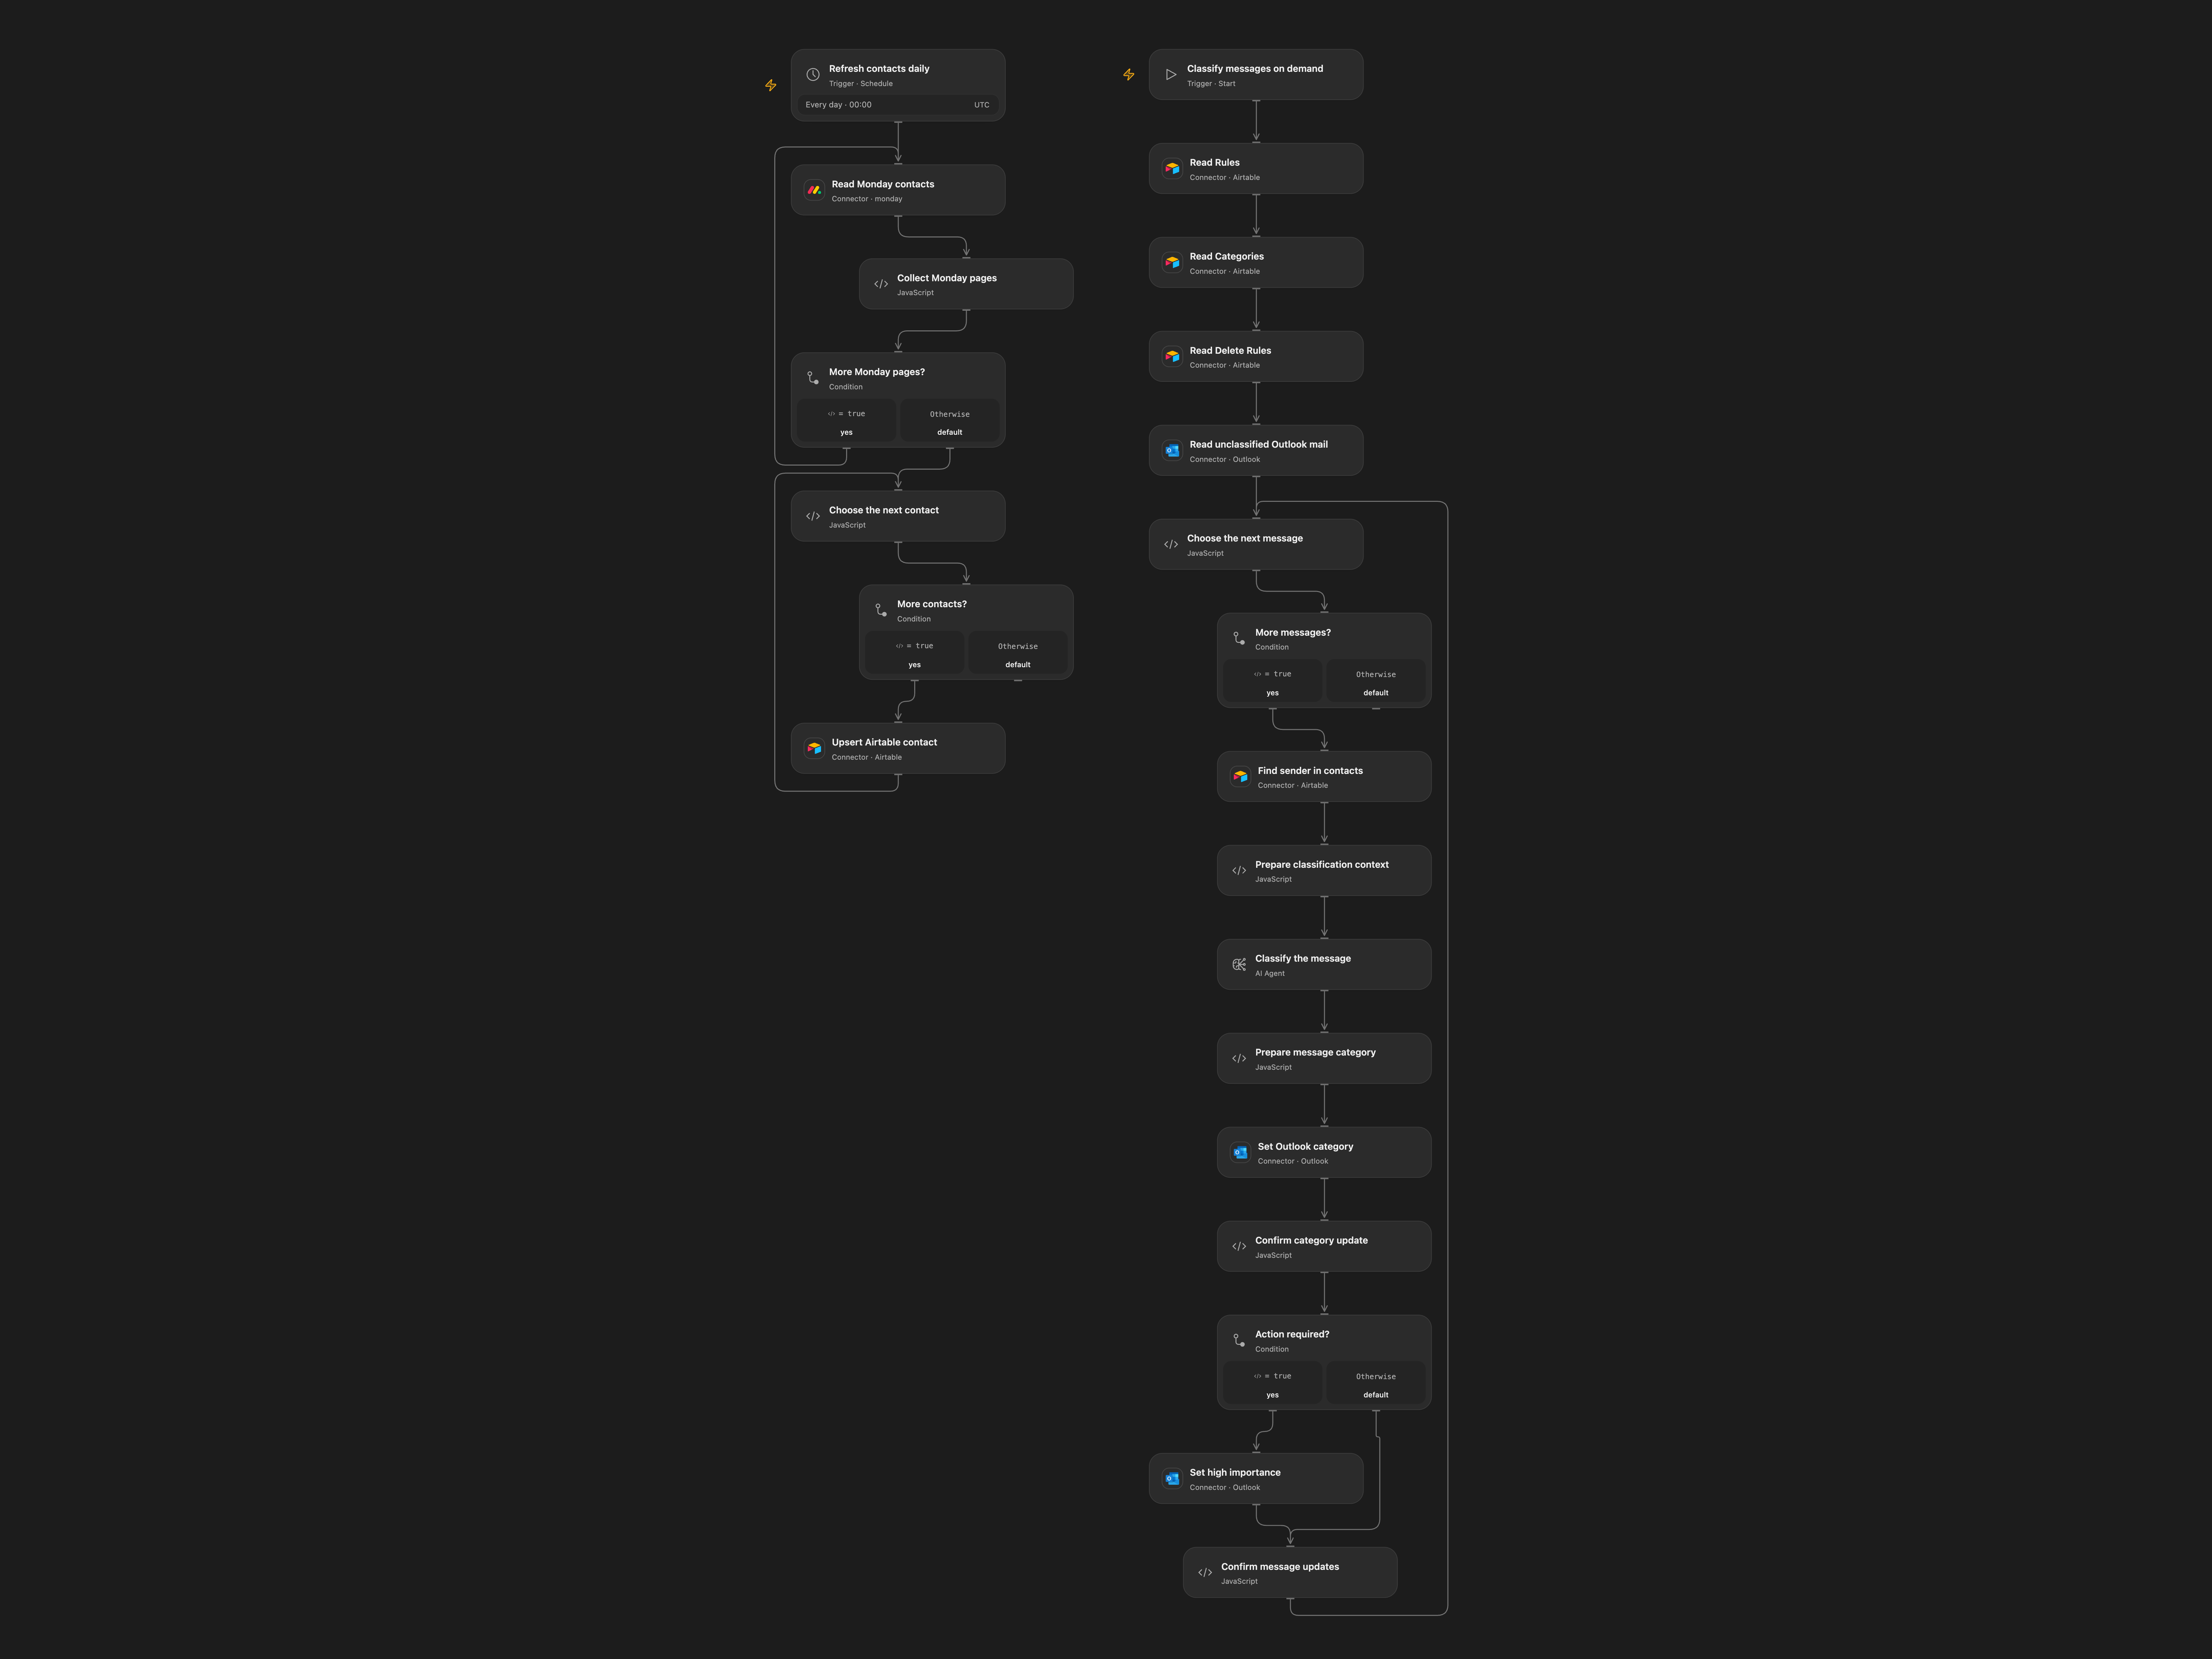 Refresh contacts daily
Trigger · Schedule
Every day · 00:00 UTC
Read Monday contacts
Connector · monday
Collect Monday pages
JavaScript
More Monday pages?
Condition
</> = true
yes
Otherwise
default
Choose the next contact
JavaScript
More contacts?
Condition
</> = true
yes
Otherwise
default
Upsert Airtable contact
Connector · Airtable
Classify messages on demand
Trigger · Start
Read Rules
Connector · Airtable
Read Categories
Connector · Airtable
Read Delete Rules
Connector · Airtable
Read unclassified Outlook mail
Connector · Outlook
Choose the next message
JavaScript
More messages?
Condition
</> = true
yes
Otherwise
default
Find sender in contacts
Connector · Airtable
Prepare classification context
JavaScript
Classify the message
AI Agent
Prepare message category
JavaScript
Set Outlook category
Connector · Outlook
Confirm category update
JavaScript
Action required?
Condition
</> = true
yes
Otherwise
default
Set high importance
Connector · Outlook
Confirm message updates
JavaScript